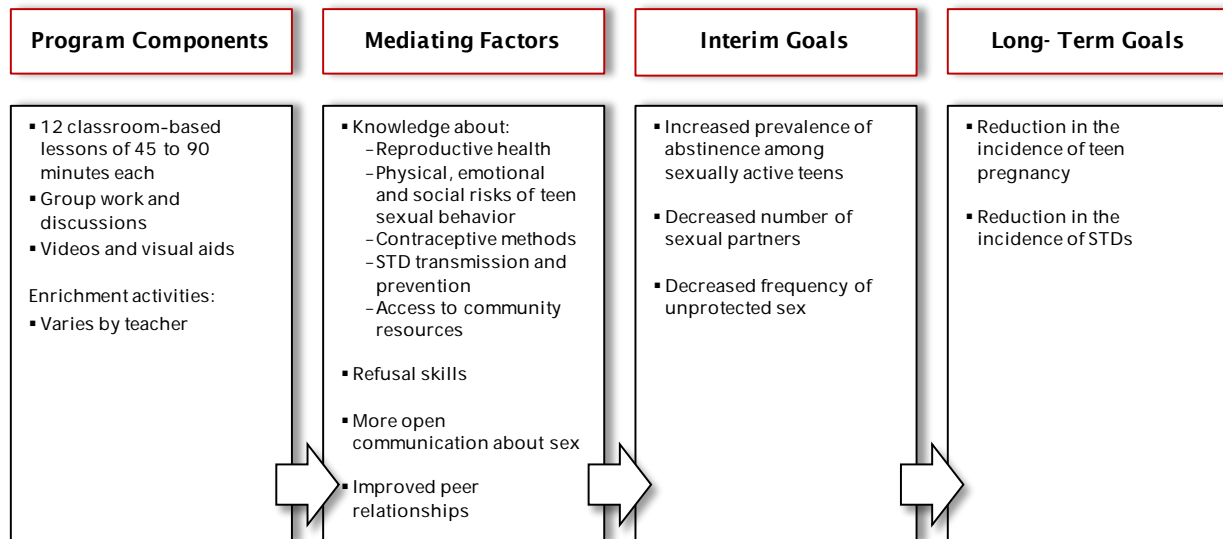 Program Components
Mediating Factors
Interim Goals
Long- Term Goals
▪ 12 classroom-based
lessons of 45 to 90
minutes each
▪ Group work and
discussions
▪ Videos and visual aids
Enrichment activities:
▪ Varies by teacher
▪ Knowledge about:
–Reproductive health
–Physical, emotional
and social risks of teen
sexual behavior
–Contraceptive methods
–STD transmission and
prevention
–Access to community
resources
▪ Refusal skills
▪ More open
communication about sex
▪ Improved peer
relationships
▪ Increased prevalence of
abstinence among
sexually active teens
▪ Decreased number of
sexual partners
▪ Decreased frequency of
unprotected sex
▪ Reduction in the
incidence of teen
pregnancy
▪ Reduction in the
incidence of STDs